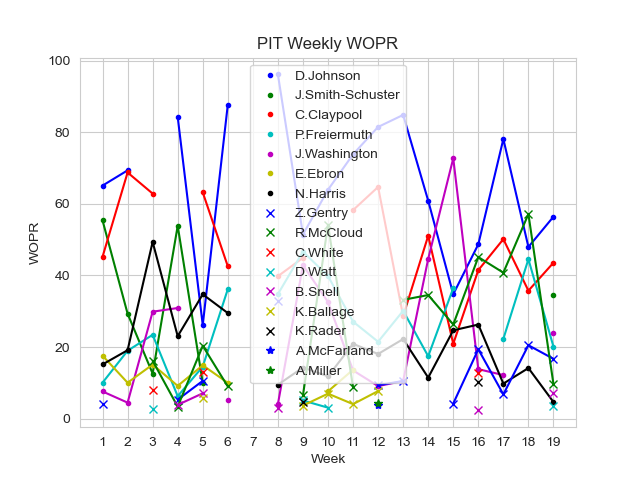 PIT Weekly WOPR
100
80
60
40
20
0
WOPR
D.Johnson
J.Smith-Schuster
C.Claypool
P.Freiermuth
J.Washington
E.Ebron
N.Harris
Z.Gentry
R.McCloud
C.White
D.Watt
B.Snell
K.Ballage
K.Rader
A.McFarland
A.Miller
1 2 3 4 5 6 7 8 9 10 11 12 13 14 15 16 17 18 19
Week